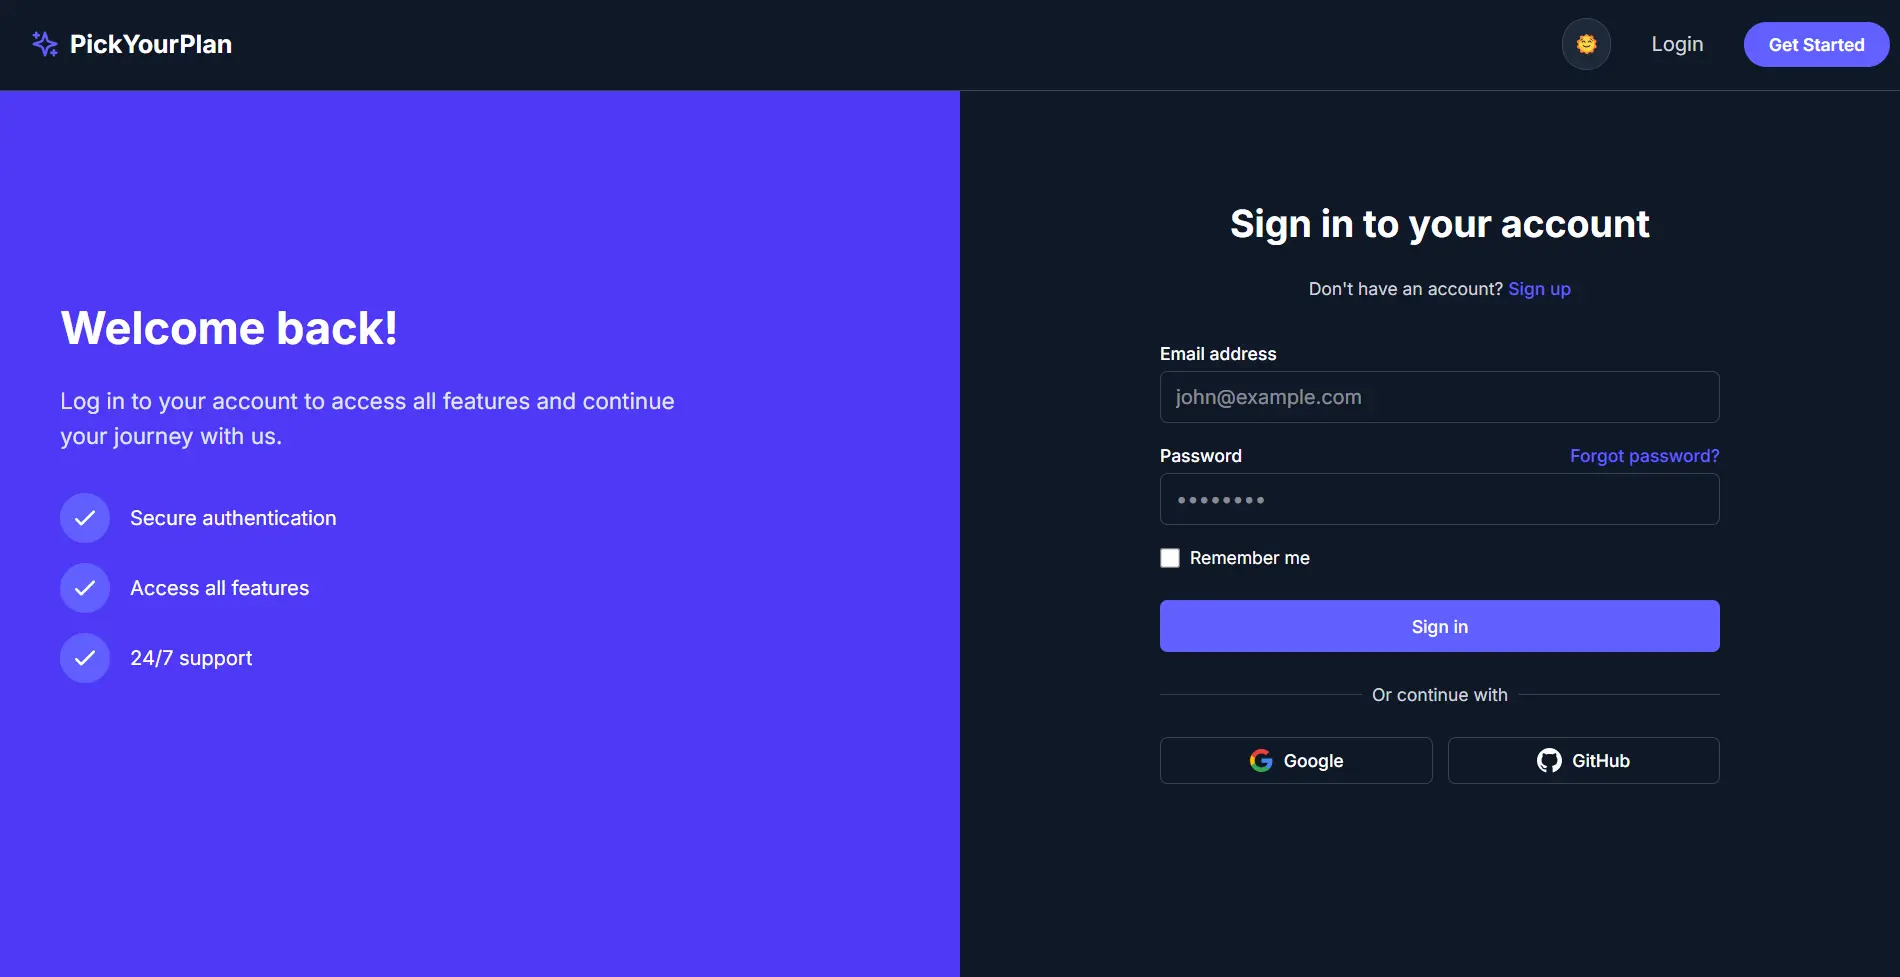 PickYourPlan
Login
Get Started
Welcome back!
Log in to your account to access all features and continue
your journey with us.
Secure authentication
Access all features
24/7 support
Sign in to your account
Don't have an account? Sign up
Email address
john@example.com
Password
Forgot password?
••••••••
Remember me
Sign in
Or continue with
Google
GitHub